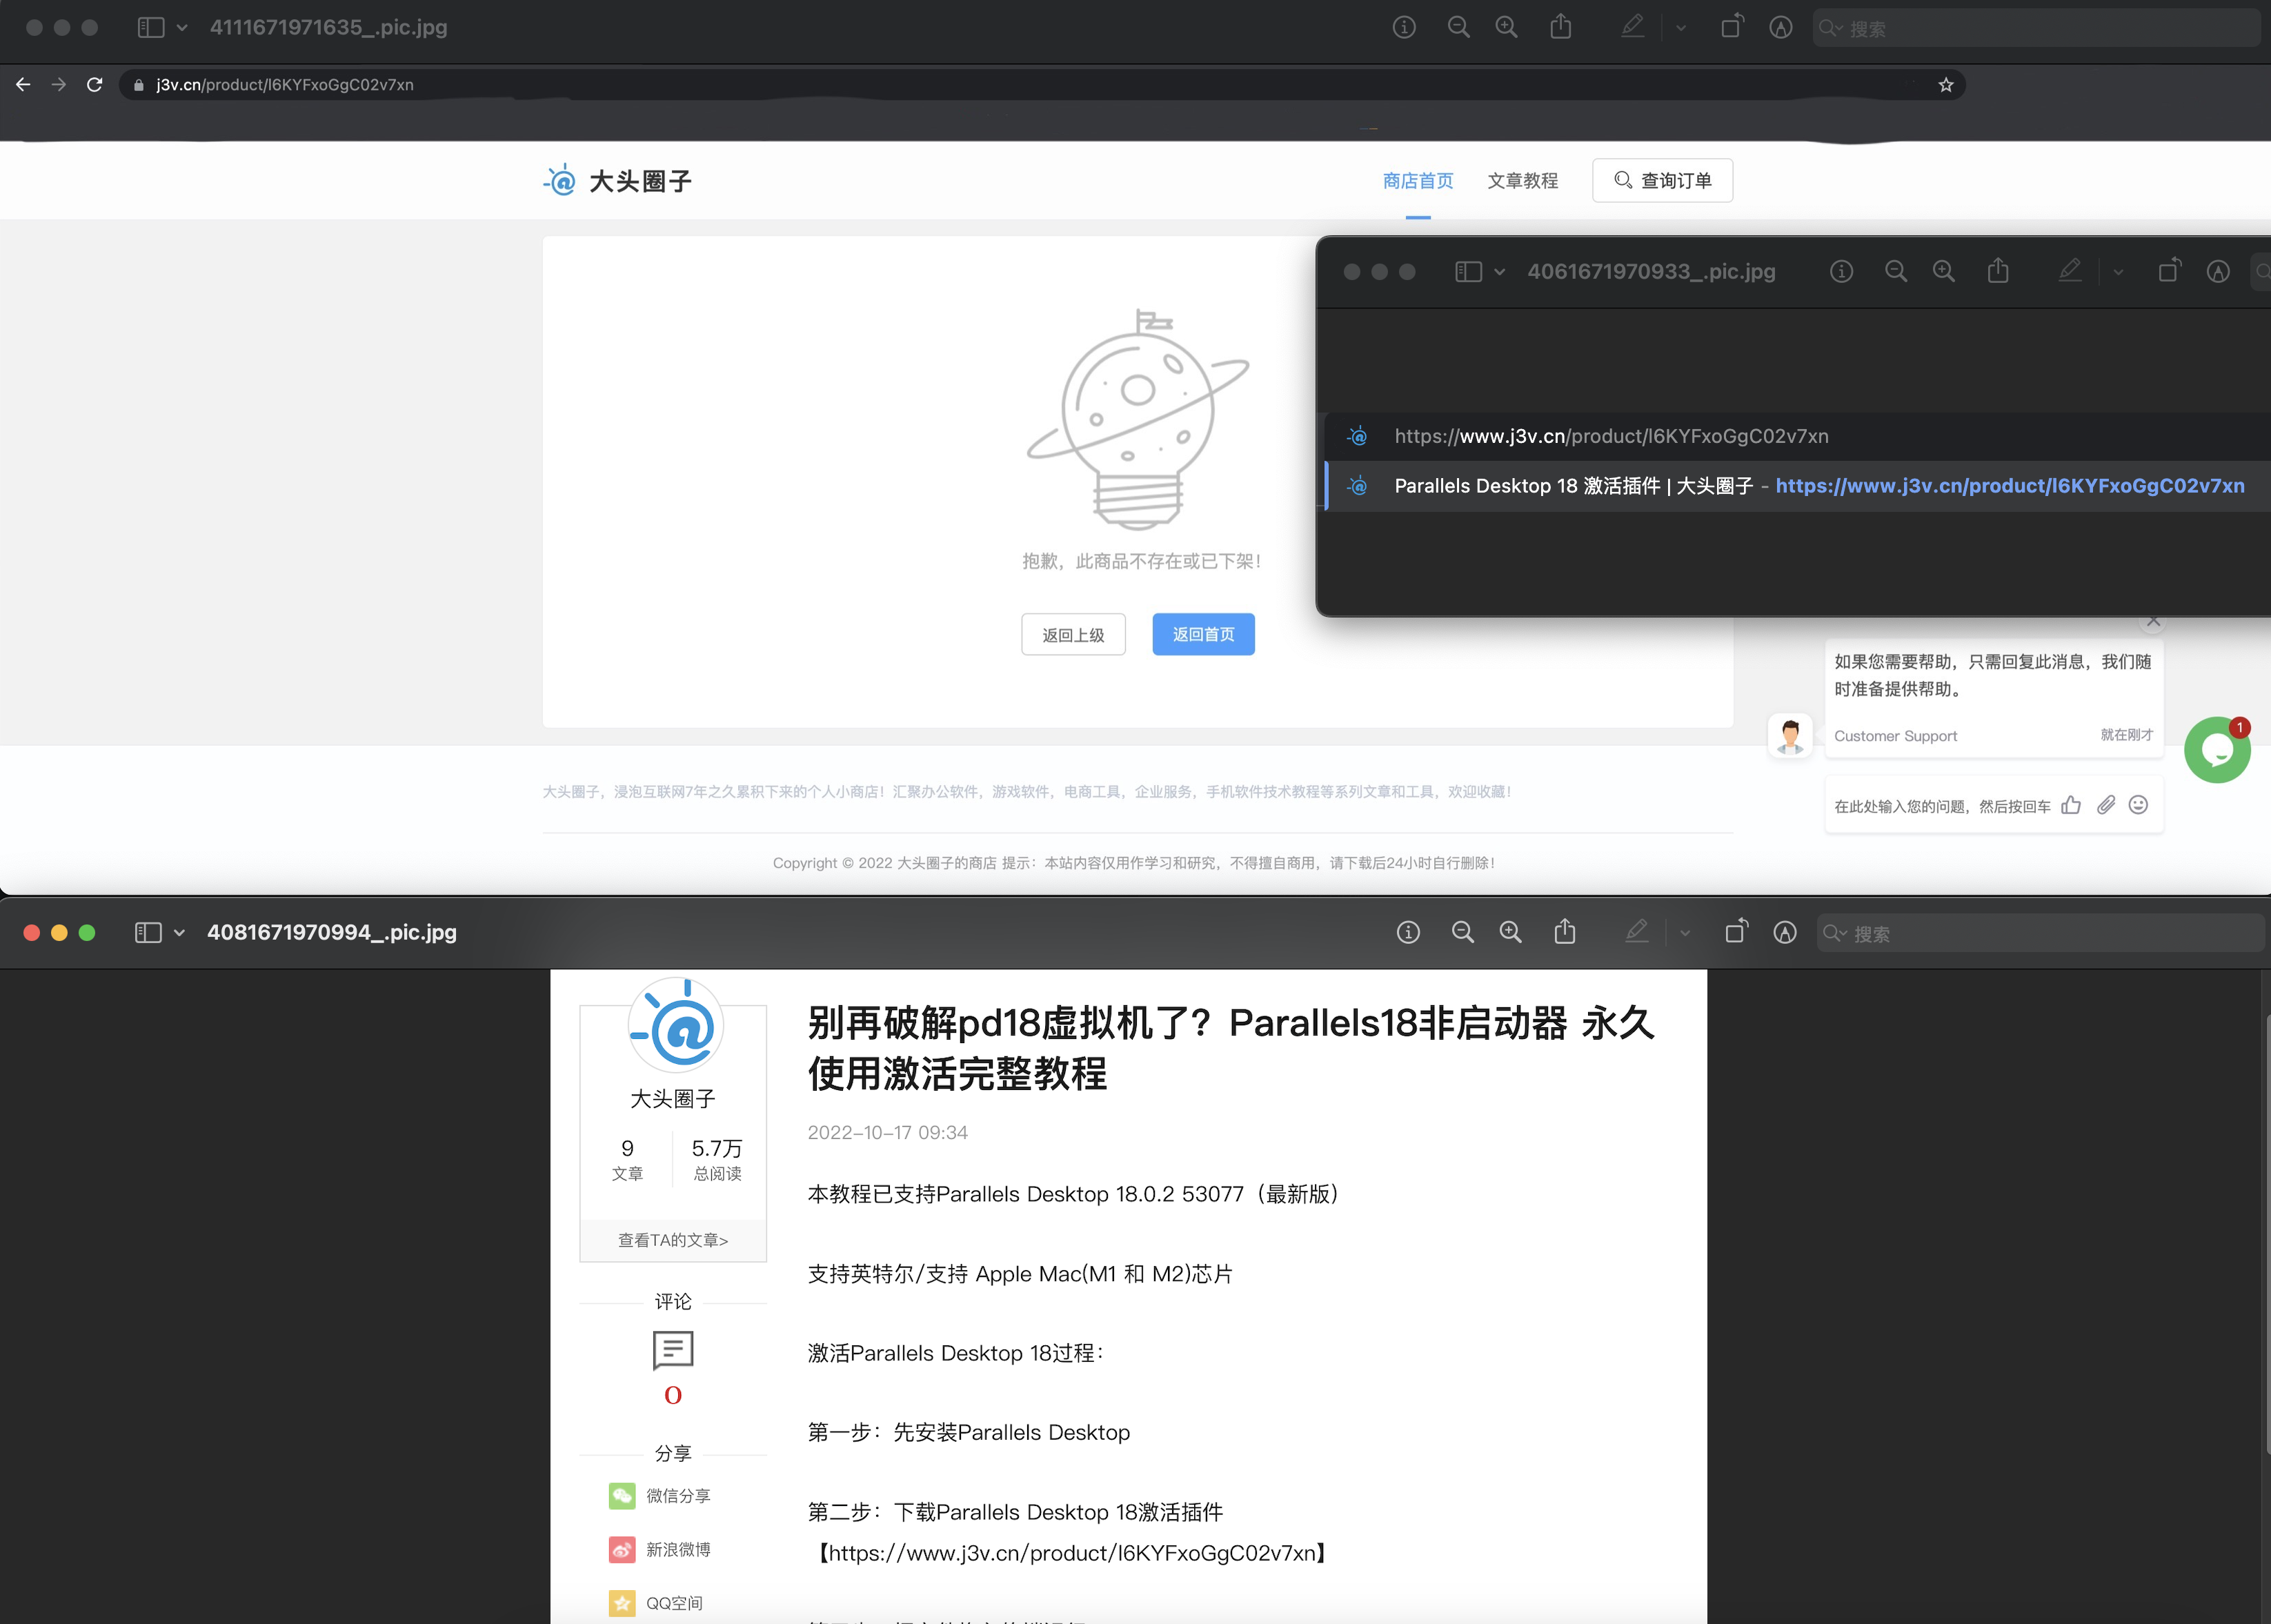 4111671971635_.pic.jpg
搜索
j3v.cn/product/l6KYFxoGgC02v7xn
大头圈子
商店首页
文章教程
查询订单
抱歉，此商品不存在或已下架！
返回上级
返回首页
4061671970933_.pic.jpg
https://www.j3v.cn/product/l6KYFxoGgC02v7xn
Parallels Desktop 18 激活插件 | 大头圈子 - https://www.j3v.cn/product/l6KYFxoGgC02v7xn
如果您需要帮助，只需回复此消息，我们随
时准备提供帮助。
Customer Support
就在刚才
1
在此处输入您的问题，然后按回车
大头圈子，浸泡互联网7年之久累积下来的个人小商店！汇聚办公软件，游戏软件，电商工具，企业服务，手机软件技术教程等系列文章和工具，欢迎收藏！
Copyright © 2022 大头圈子的商店 提示：本站内容仅用作学习和研究，不得擅自商用，请下载后24小时自行删除！
4081671970994_.pic.jpg
搜索
大头圈子
9
文章
5.7万
总阅读
查看TA的文章>
评论
0
分享
微信分享
新浪微博
QQ空间
别再破解pd18虚拟机了？Parallels18非启动器 永久
使用激活完整教程
2022-10-17 09:34
本教程已支持Parallels Desktop 18.0.2 53077（最新版）
支持英特尔/支持 Apple Mac(M1 和 M2)芯片
激活Parallels Desktop 18过程：
第一步：先安装Parallels Desktop
第二步：下载Parallels Desktop 18激活插件
【https://www.j3v.cn/product/l6KYFxoGgC02v7xn】